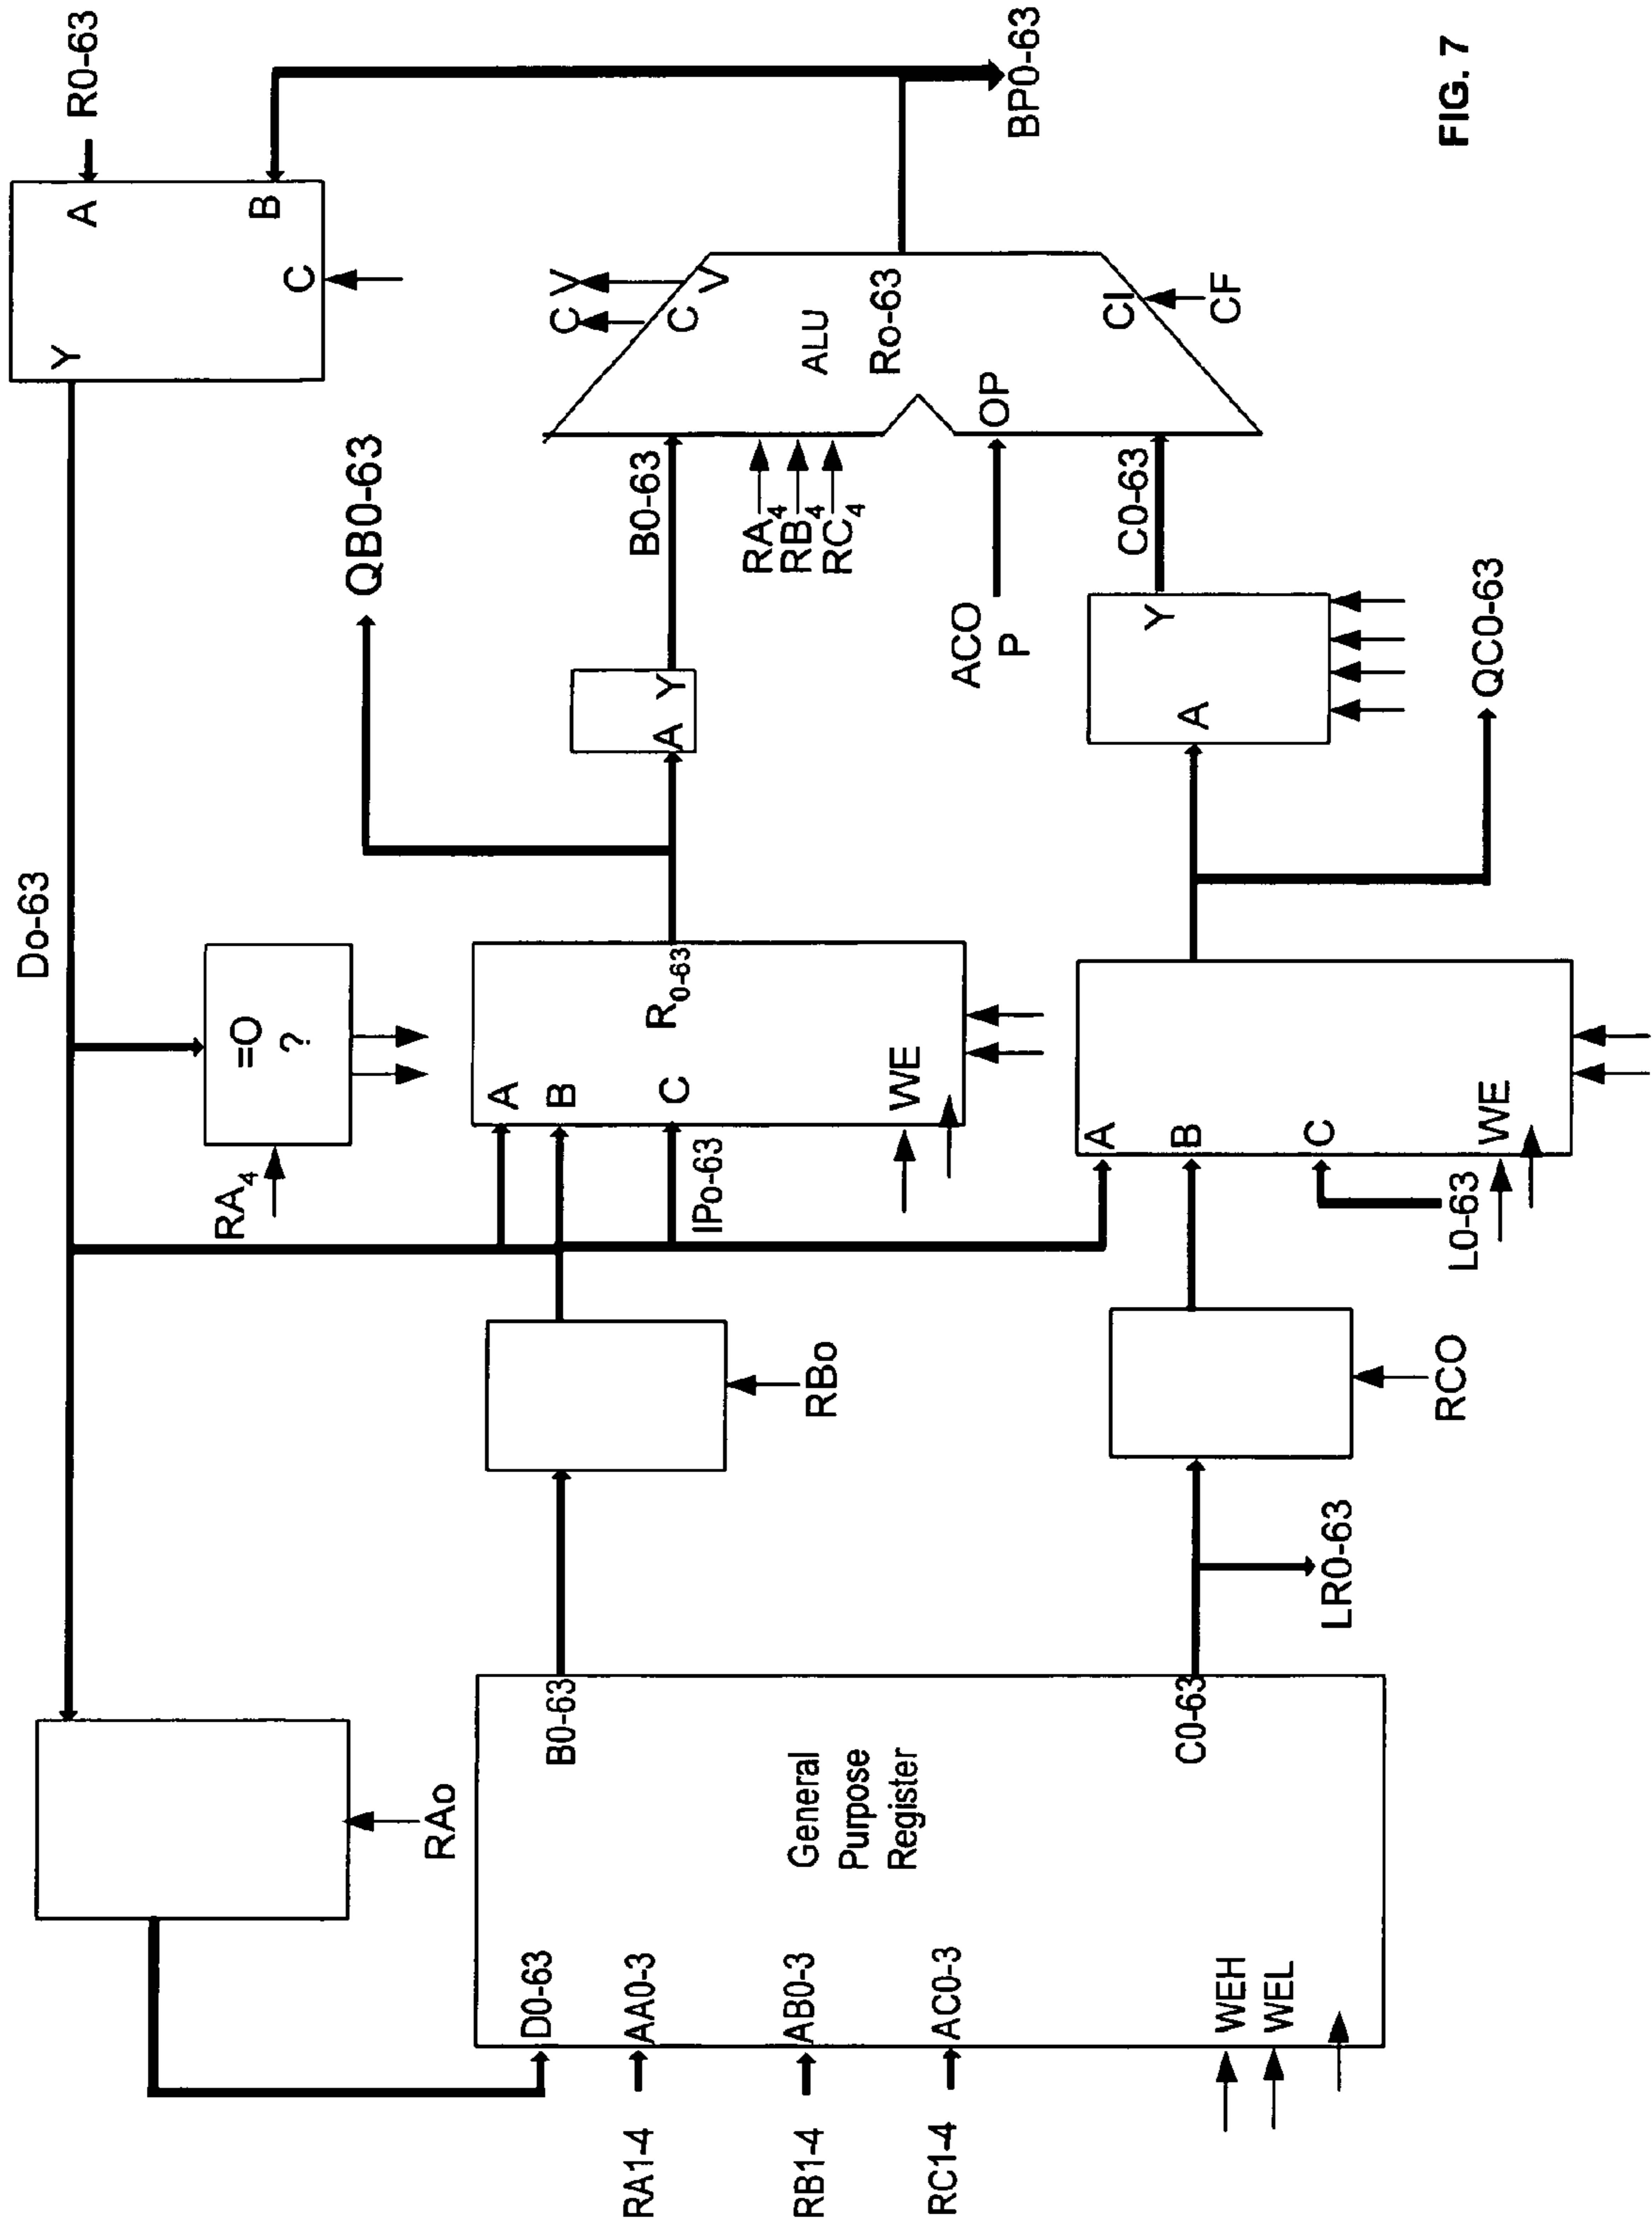 R0-63
A
Y
B
C
BP0-63
Do-63
QB0-63
C V
C V
ALU
Ro-63
CI
CF
OP
B0-63
RA4
RB4
RC4
C0-63
ACO
P
A Y
Y
A
QC0-63
=O
?
RA4
A
B
C
R0-63
WE
IPo-63
A
B
C
WE
L0-63
RBo
RCO
LR0-63
RAo
B0-63
C0-63
General
Purpose
Register
D0-63
AA0-3
AB0-3
AC0-3
WEH
WEL
RA1-4
RB1-4
RC1-4
FIG. 7